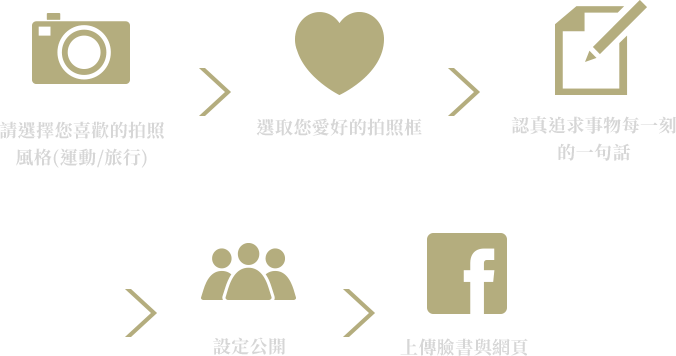 請選擇您喜歡的拍照
風格(運動/旅行)
選取您愛好的拍照框
認真追求事物每一刻
的一句話
設定公開
上傳臉書與網頁